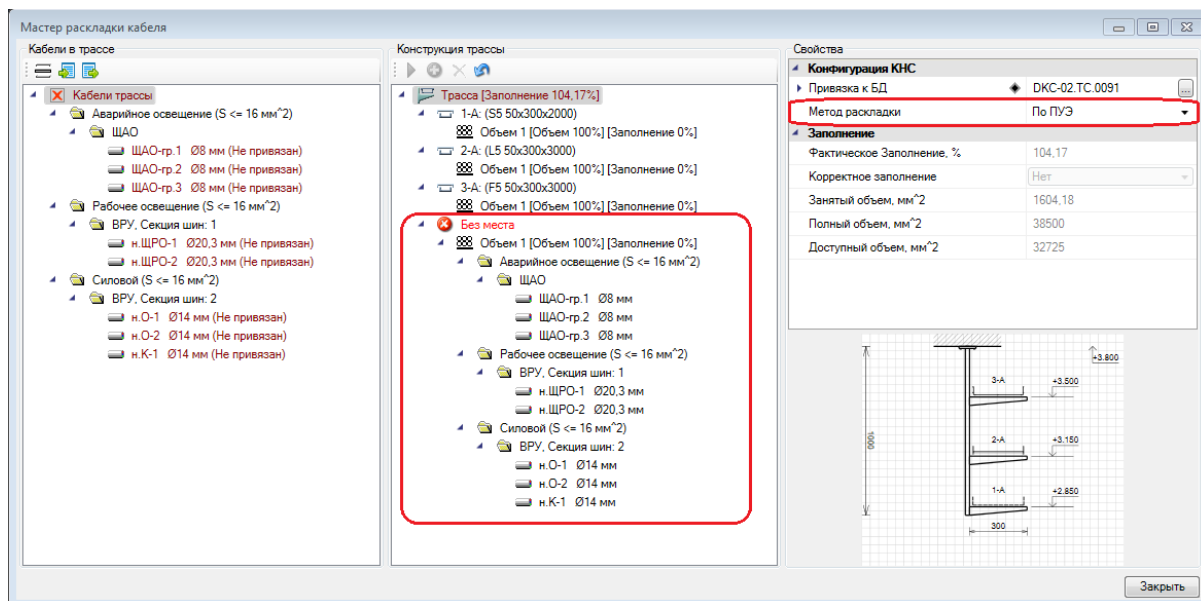 Мастер раскладки кабеля
Кабели в трассе
Кабели трассы
Аварийное освещение (S <= 16 мм^2)
ЩАО
ЩАО-гр.1 Ø8 мм (Не привязан)
ЩАО-гр.2 Ø8 мм (Не привязан)
ЩАО-гр.3 Ø8 мм (Не привязан)
Рабочее освещение (S <= 16 мм^2)
ВРУ, Секция шин: 1
н.ЩРО-1 Ø20,3 мм (Не привязан)
н.ЩРО-2 Ø20,3 мм (Не привязан)
Силовой (S <= 16 мм^2)
ВРУ, Секция шин: 2
н.О-1 Ø14 мм (Не привязан)
н.О-2 Ø14 мм (Не привязан)
н.К-1 Ø14 мм (Не привязан)
Конструкция трассы
Трасса [Заполнение 104,17%]
1-А: (S5 50x300x2000)
Объем 1 [Объем 100%] [Заполнение 0%]
2-А: (L5 50x300x3000)
Объем 1 [Объем 100%] [Заполнение 0%]
3-А: (F5 50x300x3000)
Объем 1 [Объем 100%] [Заполнение 0%]
Без места
Объем 1 [Объем 100%] [Заполнение 0%]
Аварийное освещение (S <= 16 мм^2)
ЩАО
ЩАО-гр.1 Ø8 мм
ЩАО-гр.2 Ø8 мм
ЩАО-гр.3 Ø8 мм
Рабочее освещение (S <= 16 мм^2)
ВРУ, Секция шин: 1
н.ЩРО-1 Ø20,3 мм
н.ЩРО-2 Ø20,3 мм
Силовой (S <= 16 мм^2)
ВРУ, Секция шин: 2
н.О-1 Ø14 мм
н.О-2 Ø14 мм
н.К-1 Ø14 мм
Свойства
Конфигурация КНС
Привязка к БД DKC-02.TC.0091 ...
Метод раскладки По ПУЭ
Заполнение
Фактическое Заполнение, % 104,17
Корректное заполнение Нет
Занятый объем, мм^2 1604,18
Полный объем, мм^2 38500
Доступный объем, мм^2 32725
+3.800
3-А +3.500
1000
2-А +3.150
1-А +2.850
300
Закрыть